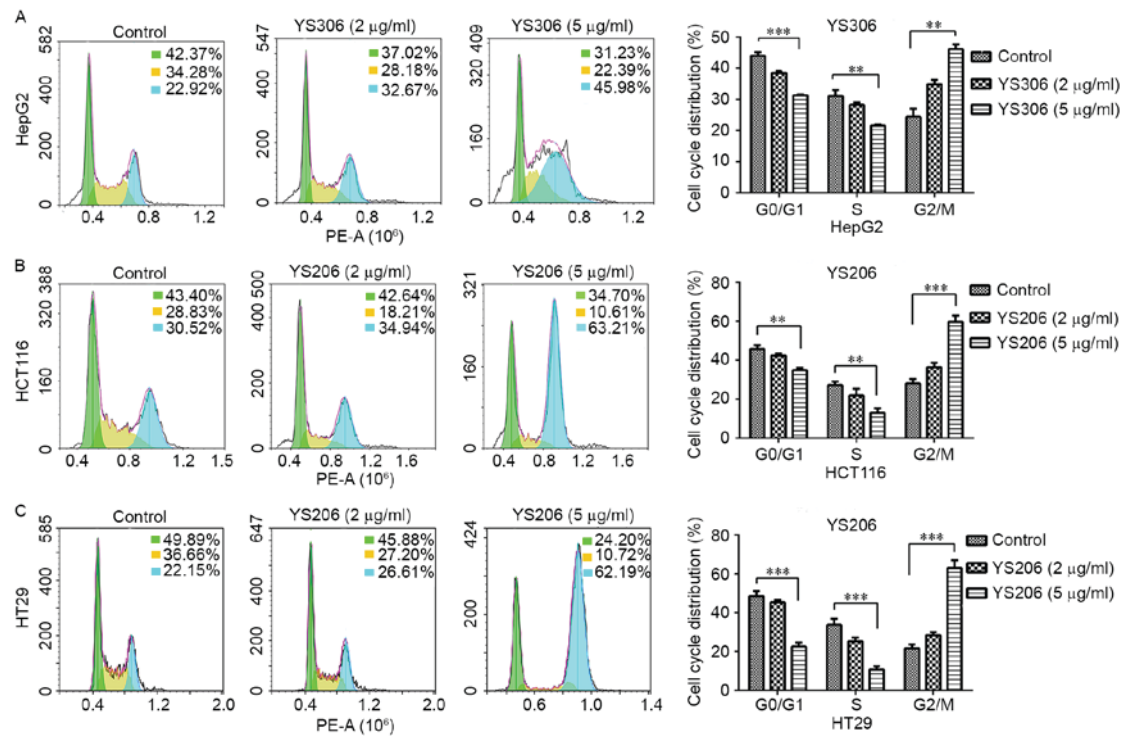 A
Control
YS306 (2 μg/ml)
YS306 (5 μg/ml)
YS306
582
400
200
0
42.37%
34.28%
22.92%
0.4 0.8 1.2
HepG2
547
400
200
0
37.02%
28.18%
32.67%
0.4 0.8 1.2
PE-A (10⁶)
409
320
160
0
31.23%
22.39%
45.98%
0.4 0.8 1.2
Cell cycle distribution (%)
50
40
30
20
10
0
***
**
**
G0/G1 S G2/M
HepG2
Control
YS306 (2 μg/ml)
YS306 (5 μg/ml)
B
Control
YS206 (2 μg/ml)
YS206 (5 μg/ml)
YS206
388
320
160
0
43.40%
28.83%
30.52%
0 0.4 0.8 1.2 1.5
HCT116
500
300
200
100
0
42.64%
18.21%
34.94%
0.4 0.8 1.2 1.6
PE-A (10⁶)
321
160
0
34.70%
10.61%
63.21%
0.4 0.8 1.2 1.6
Cell cycle distribution (%)
80
60
40
20
0
**
**
***
G0/G1 S G2/M
HCT116
Control
YS206 (2 μg/ml)
YS206 (5 μg/ml)
C
Control
YS206 (2 μg/ml)
YS206 (5 μg/ml)
YS206
585
400
200
0
49.89%
36.66%
22.15%
0.4 1.2 2.0
HT29
647
400
200
0
45.88%
27.20%
26.61%
0.4 1.2 2.0
PE-A (10⁶)
424
200
0
24.20%
10.72%
62.19%
0.6 1.0 1.4
Cell cycle distribution (%)
80
60
40
20
0
***
***
***
G0/G1 S G2/M
HT29
Control
YS206 (2 μg/ml)
YS206 (5 μg/ml)